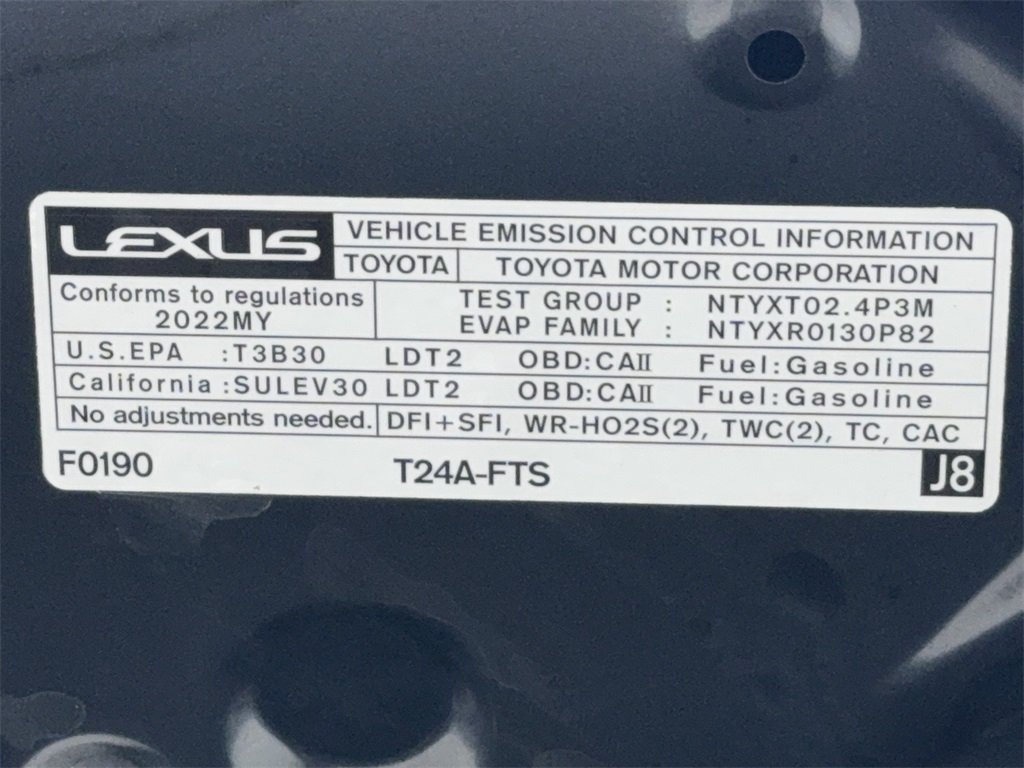 LEXUS
VEHICLE EMISSION CONTROL INFORMATION
TOYOTA TOYOTA MOTOR CORPORATION
Conforms to regulations
2022MY
TEST GROUP : NTYXT02.4P3M
EVAP FAMILY : NTYXR0130P82
U.S.EPA :T3B30 LDT2 OBD:CAII Fuel:Gasoline
California :SULEV30 LDT2 OBD:CAII Fuel:Gasoline
No adjustments needed. DFI+SFI, WR-HO2S(2), TWC(2), TC, CAC
F0190 T24A-FTS J8